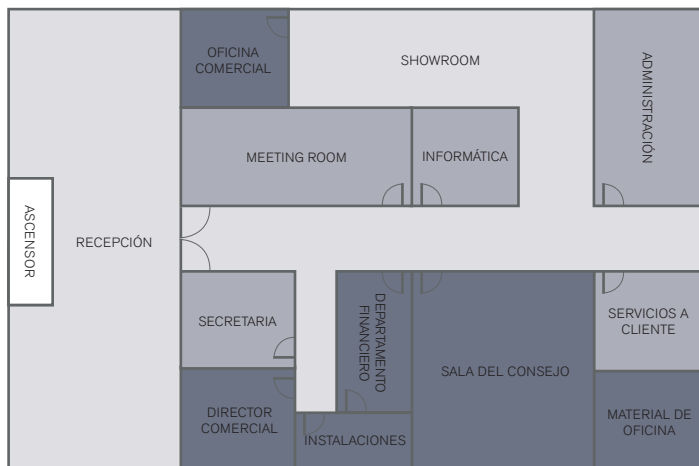 OFICINA
COMERCIAL
SHOWROOM
ADMINISTRACIÓN
MEETING ROOM
INFORMÁTICA
ASCENSOR
RECEPCIÓN
SECRETARIA
DEPARTAMENTO
FINANCIERO
SALA DEL CONSEJO
SERVICIOS A
CLIENTE
DIRECTOR
COMERCIAL
INSTALACIONES
MATERIAL DE
OFICINA